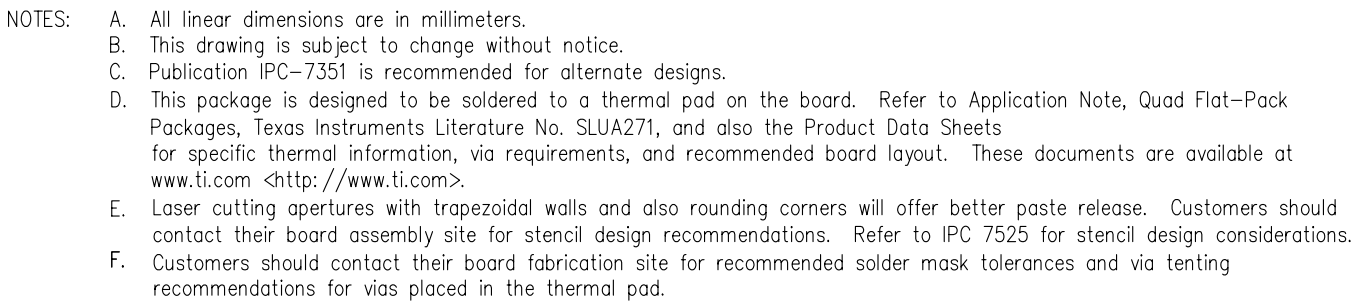 NOTES: A. All linear dimensions are in millimeters.
B. This drawing is subject to change without notice.
C. Publication IPC-7351 is recommended for alternate designs.
D. This package is designed to be soldered to a thermal pad on the board. Refer to Application Note, Quad Flat-Pack
Packages, Texas Instruments Literature No. SLUA271, and also the Product Data Sheets
for specific thermal information, via requirements, and recommended board layout. These documents are available at
www.ti.com <http://www.ti.com>.
E. Laser cutting apertures with trapezoidal walls and also rounding corners will offer better paste release. Customers should
contact their board assembly site for stencil design recommendations. Refer to IPC 7525 for stencil design considerations.
F. Customers should contact their board fabrication site for recommended solder mask tolerances and via tenting
recommendations for vias placed in the thermal pad.